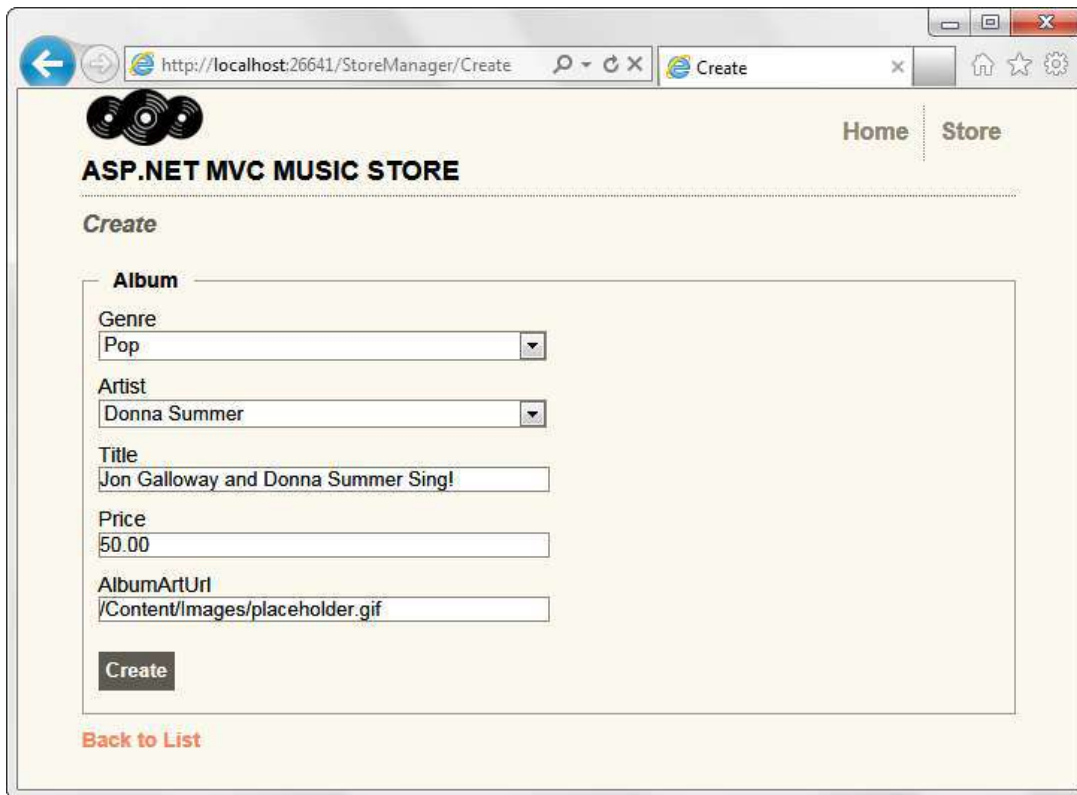 http://localhost:26641/StoreManager/Create
Create
Home
Store
ASP.NET MVC MUSIC STORE
Create
Album
Genre
Pop
Artist
Donna Summer
Title
Jon Galloway and Donna Summer Sing!
Price
50.00
AlbumArtUrl
/Content/Images/placeholder.gif
Create
Back to List